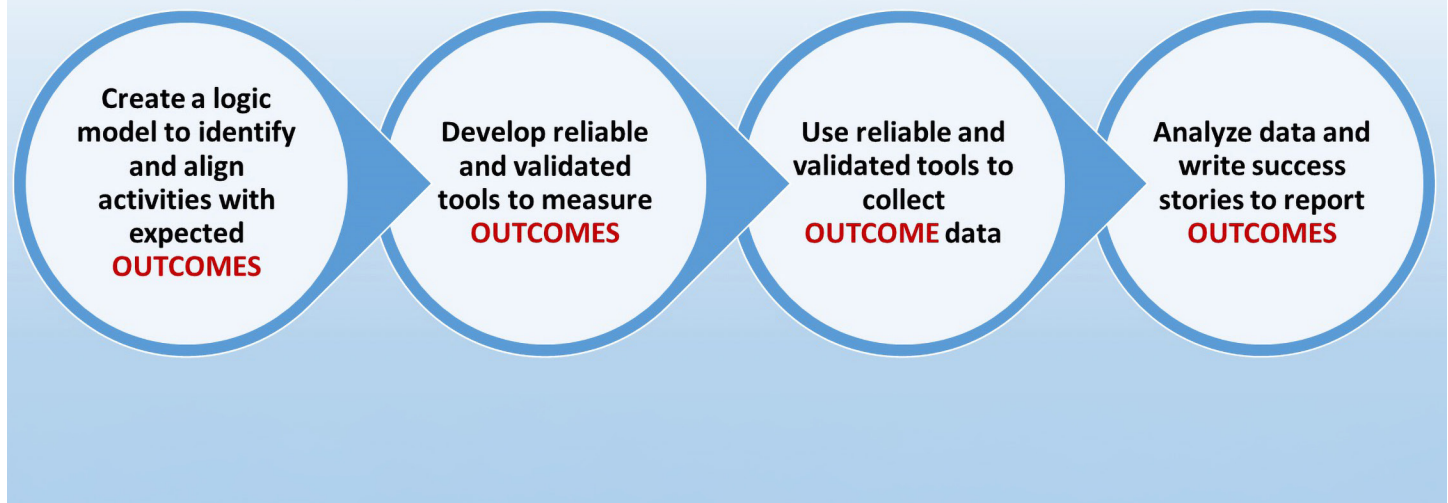 Create a logic
model to identify
and align
activities with
expected
OUTCOMES
Develop reliable
and validated
tools to measure
OUTCOMES
Use reliable and
validated tools to
collect
OUTCOME data
Analyze data and
write success
stories to report
OUTCOMES